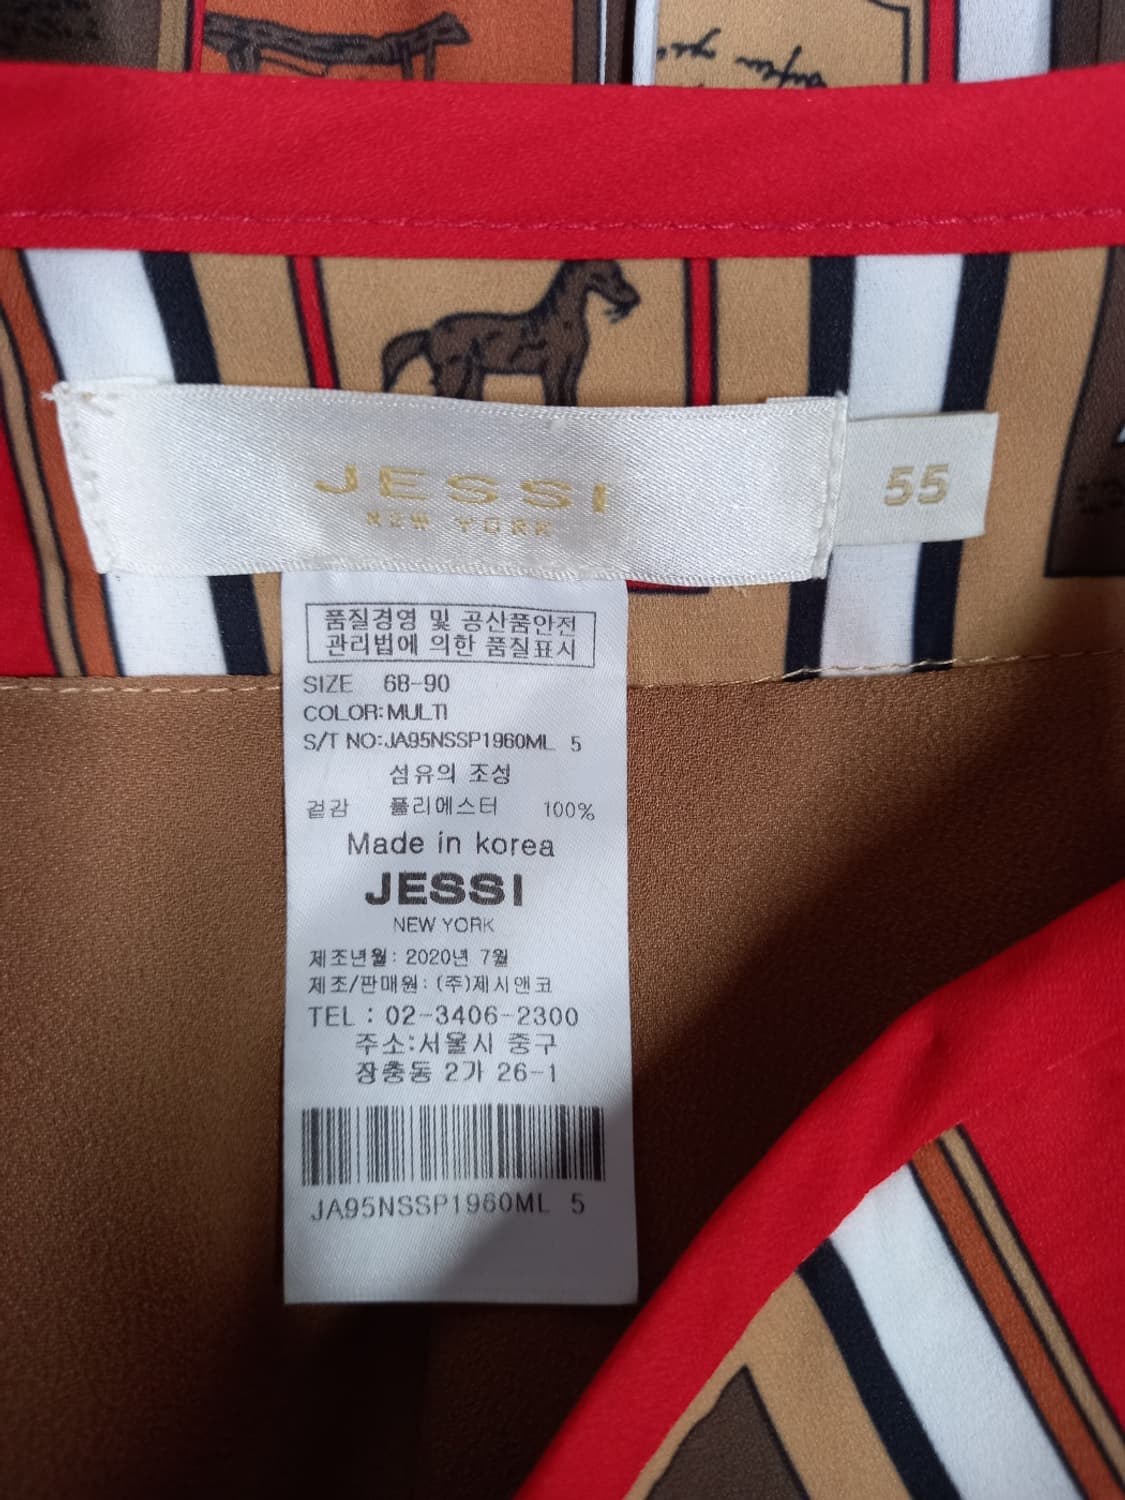 JESSI
NEW YORK
55
품질경영 및 공산품안전
관리법에 의한 품질표시
SIZE 68-90
COLOR:MULTI
S/T NO:JA95NSSP1960ML 5
섬유의 조성
겉감 폴리에스터 100%
Made in korea
JESSI
NEW YORK
제조년월: 2020년 7월
제조/판매원: (주)제시앤코
TEL : 02-3406-2300
주소:서울시 중구
장충동 2가 26-1
JA95NSSP1960ML 5